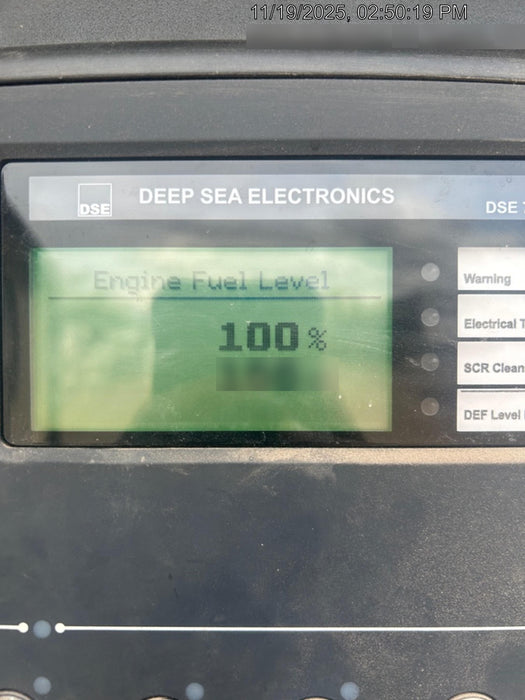 11/19/2025, 02:50:19 PM
DSE
DEEP SEA ELECTRONICS
DSE
Engine Fuel Level
100 %
Warning
Electrical
SCR Clean
DEF Level